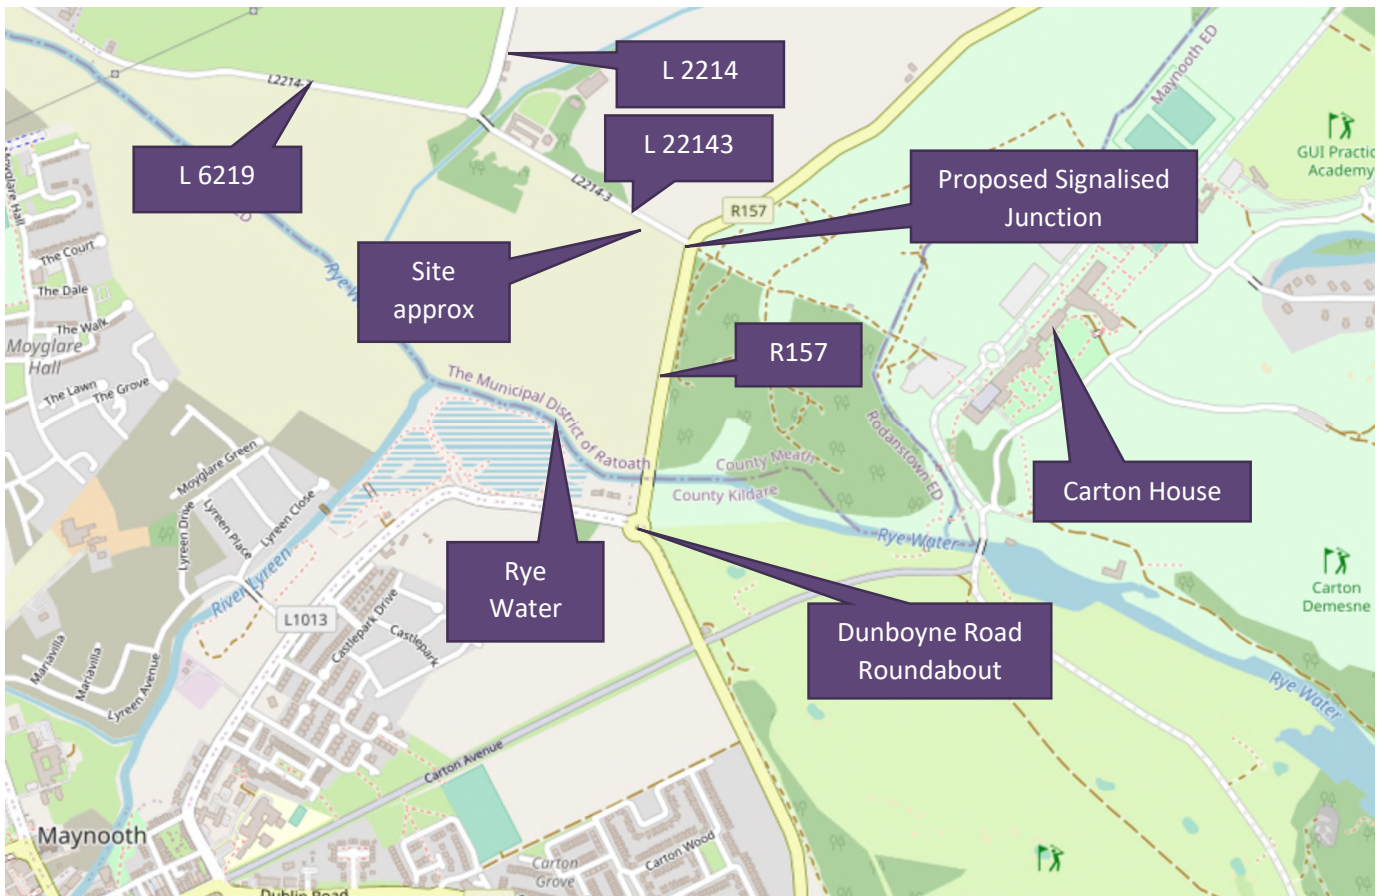 L 2214
L2214-
L 22143
L 6219
L2214-3
Proposed Signalised
Junction
Maynooth ED
GUI Practic
Academy
R157
Moyglare Hall
ED
The Court
The Dale
The Walk
Moyglare
Hall
The Lawn
The Grove
Site
approx
Rye W
R157
The Municipal District of Ratoath
County Meath
County Kildare
Rodanstown ED
Carton House
Moyglare Green
Lyreen Drive
Lyreen Place
Lyreen Close
River Lyreen
Rye
Water
Rye Water
Dunboyne Road
Roundabout
Carton
Demesne
L1013
Castlepark Drive
Castlepark
Mariavilla
Mariavilla
Lyreen Avenue
Rye Water
Carton Avenue
Maynooth
Carton
Grove
Carton Wood
Dublin Road